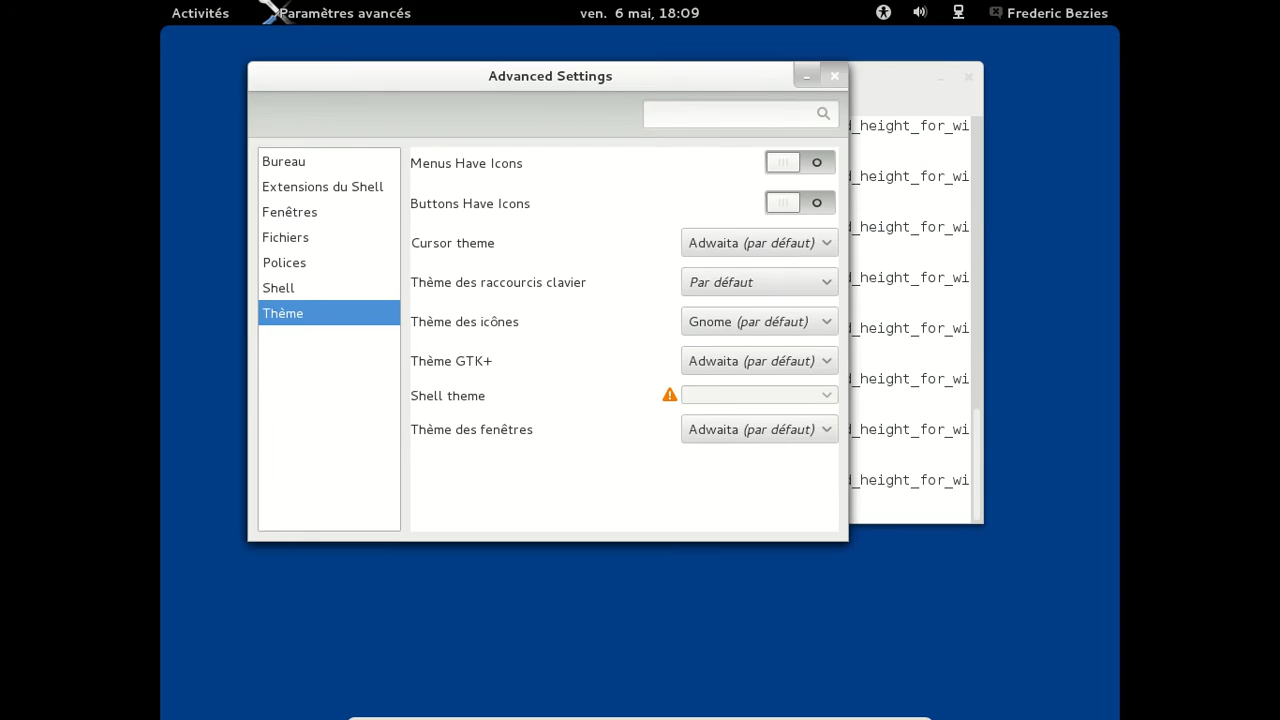 Activités Paramètres avancés ven. 6 mai, 18:09 Frederic Bezies
Advanced Settings
Bureau
Extensions du Shell
Fenêtres
Fichiers
Polices
Shell
Thème
Menus Have Icons
Buttons Have Icons
Cursor theme Adwaita (par défaut)
Thème des raccourcis clavier Par défaut
Thème des icônes Gnome (par défaut)
Thème GTK+ Adwaita (par défaut)
Shell theme
Thème des fenêtres Adwaita (par défaut)
d_height_for_wi
d_height_for_wi
d_height_for_wi
d_height_for_wi
d_height_for_wi
d_height_for_wi
d_height_for_wi
d_height_for_wi